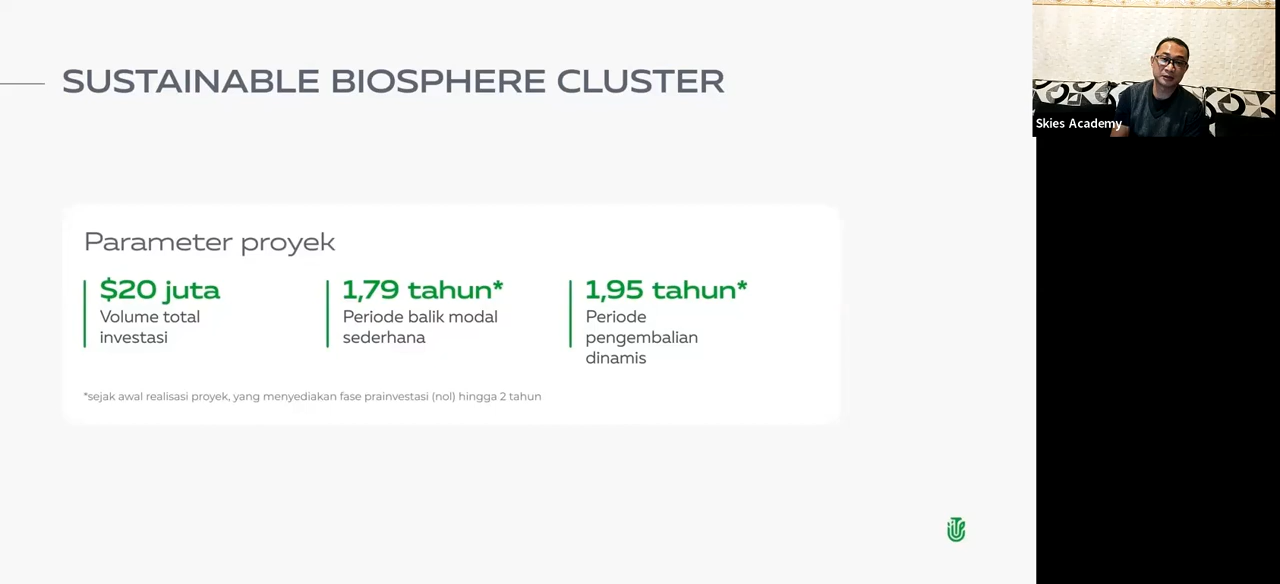 SUSTAINABLE BIOSPHERE CLUSTER
Skies Academy
Parameter proyek
$20 juta
Volume total
investasi
1,79 tahun*
Periode balik modal
sederhana
1,95 tahun*
Periode
pengembalian
dinamis
*sejak awal realisasi proyek, yang menyediakan fase prainvestasi (nol) hingga 2 tahun